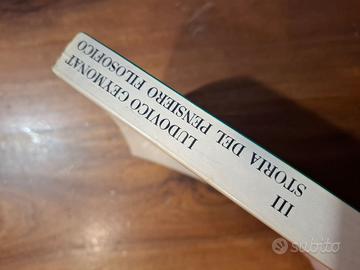 LUDOVICO GEYMONAT
STORIA DEL PENSIERO FILOSOFICO
III
subito